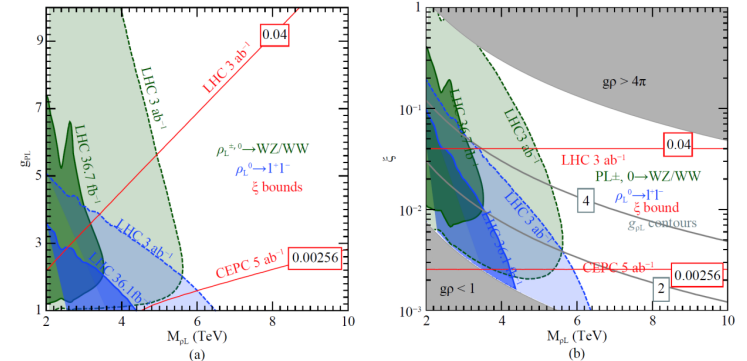 10
9
7
5
3
1
g_ρL
2
4
6
8
10
M_ρL (TeV)
(a)
0.04
LHC 3 ab⁻¹
LHC 3 ab⁻¹
LHC 36.7 fb⁻¹
ρ_L^±, 0→WZ/WW
ρ_L^0→l⁺l⁻
ξ bounds
LHC 3 ab⁻¹
CEPC 5 ab⁻¹
0.00256
LHC 36.1fb⁻¹
1
10⁻¹
10⁻²
10⁻³
ξ
2
4
6
8
10
M_ρL (TeV)
(b)
gρ > 4π
0.04
LHC3 ab⁻¹
LHC 3 ab⁻¹
LHC 36.7 fb⁻¹
PL±, 0→WZ/WW
ρ_L^0→l⁺l⁻
ξ bound
g_ρL contours
4
LHC 3 ab⁻¹
CEPC 5 ab⁻¹
0.00256
2
gρ < 1